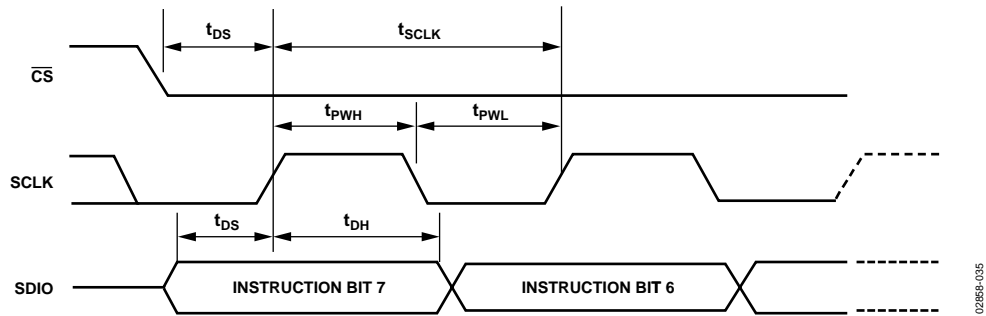 tDS tSCLK
CS
tPWH tPWL
SCLK
tDS tDH
SDIO INSTRUCTION BIT 7 INSTRUCTION BIT 6
02858-035